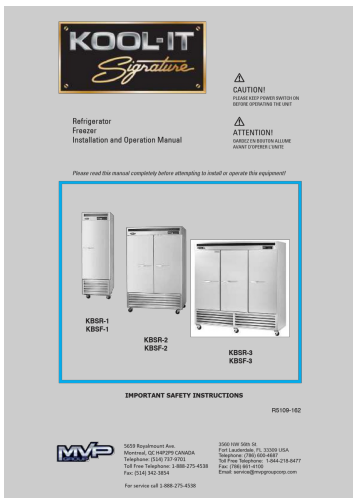 KOOL-IT
Signature
CAUTION!
PLEASE KEEP POWER SWITCH ON
BEFORE OPERATING THE UNIT
Refrigerator
Freezer
Installation and Operation Manual
ATTENTION!
GARDEZ EN BOUTON ALLUME
AVANT D'OPERER L'UNITE
Please read this manual completely before attempting to install or operate this equipment!
KBSR-1
KBSF-1
KBSR-2
KBSF-2
KBSR-3
KBSF-3
IMPORTANT SAFETY INSTRUCTIONS
R5109-162
MVP
GROUP
5659 Royalmount Ave.
Montreal, QC H4P2P9 CANADA
Telephone: (514) 737-9701
Toll Free Telephone: 1-888-275-4538
Fax: (514) 342-3854
For service call 1-888-275-4538
3500 NW 50th St
Fort Lauderdale, FL 33309 USA
Telephone: (786) 600-4687
Toll Free Telephone: 1-844-218-8477
Fax: (786) 661-4100
Email: service@mvpgroupcorp.com